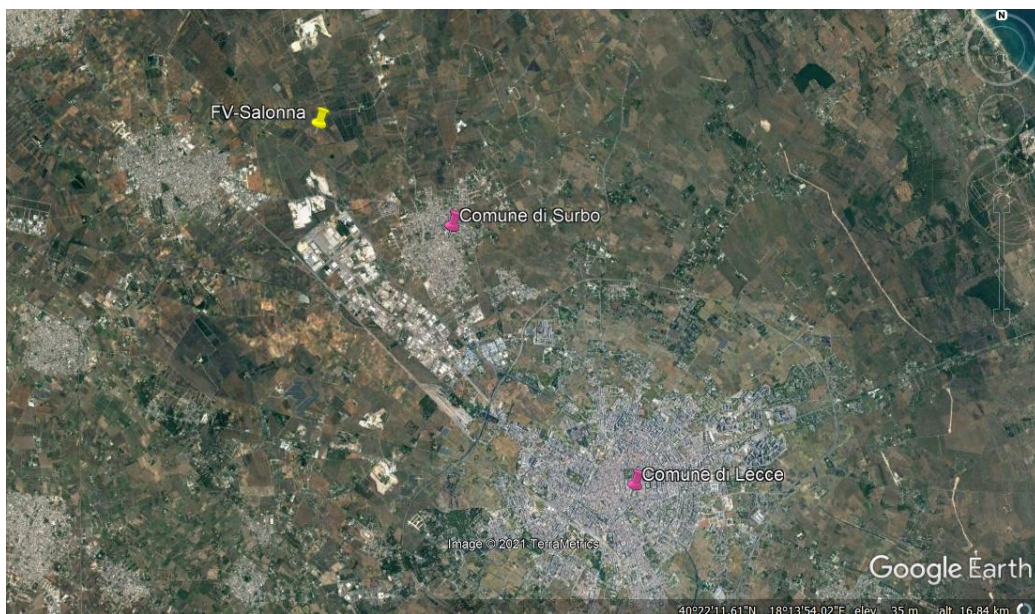 N
FV-Salonna
Comune di Surbo
Comune di Lecce
Image © 2021 TerraMetrics
Google Earth
40°22'11.61"N 18°13'54.02"E elev 35 m alt 16.84 km